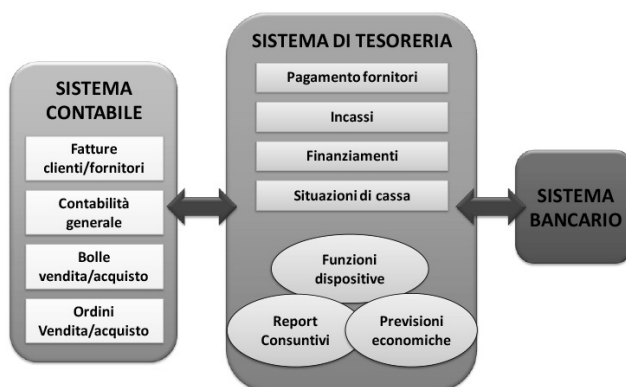 SISTEMA
CONTABILE
Fatture
clienti/fornitori
Contabilità
generale
Bolle
vendita/acquisto
Ordini
Vendita/acquisto
SISTEMA DI TESORERIA
Pagamento fornitori
Incassi
Finanziamenti
Situazioni di cassa
Funzioni
dispositive
Report
Consuntivi
Previsioni
economiche
SISTEMA
BANCARIO